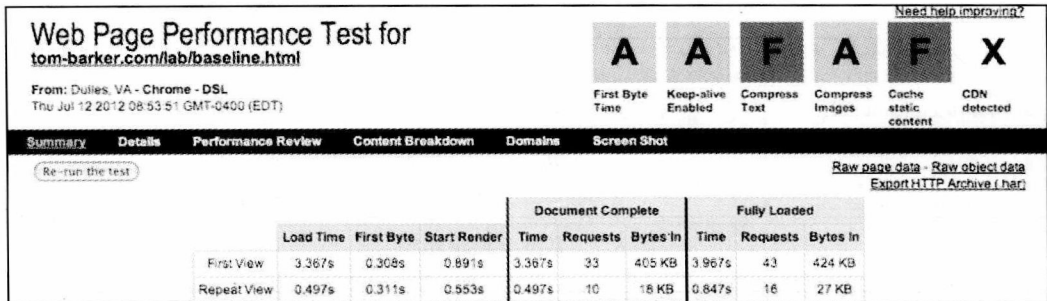 Need help improving?
Web Page Performance Test for
tom-barker.com/lab/baseline.html
From: Dulles, VA - Chrome - DSL
Thu Jul 12 2012 08:53:51 GMT-0400 (EDT)
A A F A F X
First Byte Time
Keep-alive Enabled
Compress Text
Compress Images
Cache static content
CDN detected
Summary Details Performance Review Content Breakdown Domains Screen Shot
Re-run the test
Raw page data - Raw object data
Export HTTP Archive (.har)
Document Complete Fully Loaded
Load Time First Byte Start Render Time Requests Bytes In Time Requests Bytes In
First View 3.367s 0.308s 0.891s 3.367s 33 405 KB 3.967s 43 424 KB
Repeat View 0.497s 0.311s 0.553s 0.497s 10 18 KB 0.847s 16 27 KB